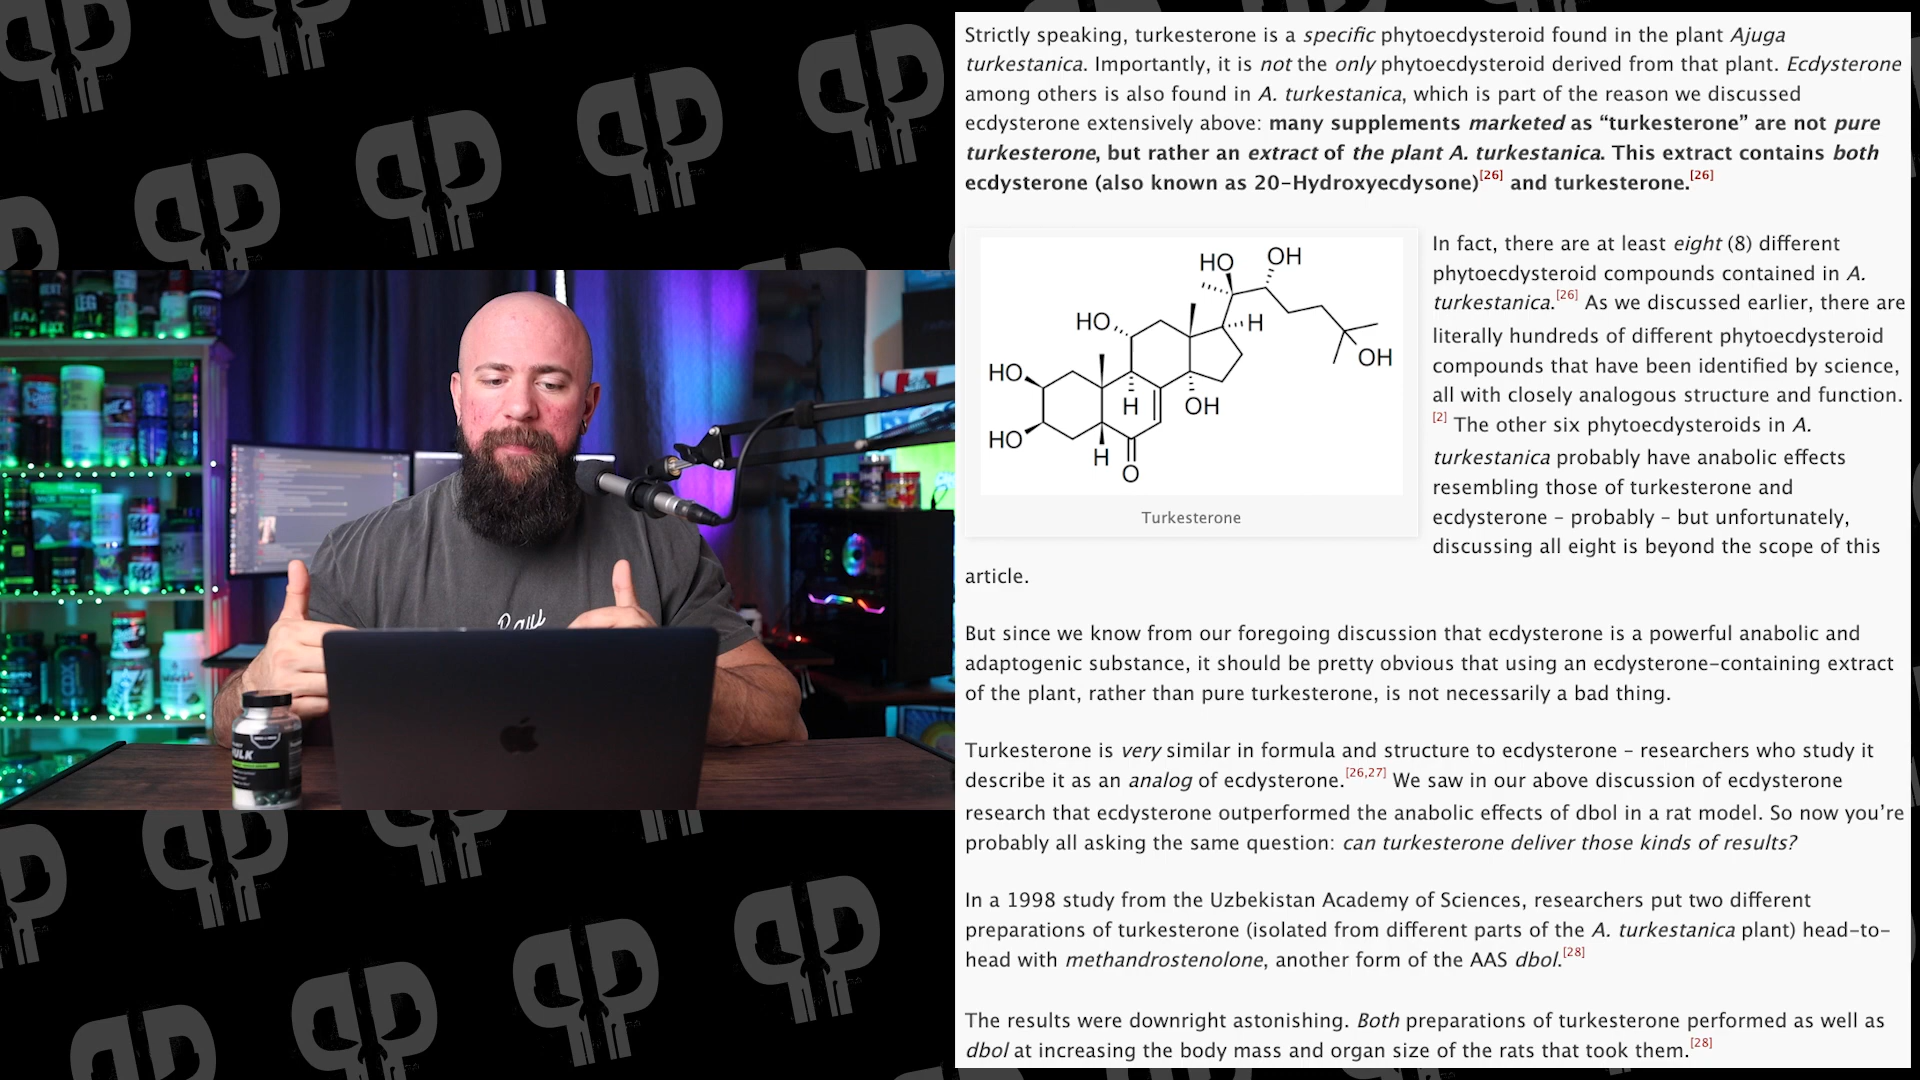 Strictly speaking, turkesterone is a specific phytoecdysteroid found in the plant Ajuga
turkestanica. Importantly, it is not the only phytoecdysteroid derived from that plant. Ecdysterone
among others is also found in A. turkestanica, which is part of the reason we discussed
ecdysterone extensively above: many supplements marketed as “turkesterone” are not pure
turkesterone, but rather an extract of the plant A. turkestanica. This extract contains both
ecdysterone (also known as 20-Hydroxyecdysone)[26] and turkesterone.[26]
HO OH
HO H
HO OH
H OH
HO
H
O
Turkesterone
In fact, there are at least eight (8) different
phytoecdysteroid compounds contained in A.
turkestanica.[26] As we discussed earlier, there are
literally hundreds of different phytoecdysteroid
compounds that have been identified by science,
all with closely analogous structure and function.
[2] The other six phytoecdysteroids in A.
turkestanica probably have anabolic effects
resembling those of turkesterone and
ecdysterone – probably – but unfortunately,
discussing all eight is beyond the scope of this
article.
But since we know from our foregoing discussion that ecdysterone is a powerful anabolic and
adaptogenic substance, it should be pretty obvious that using an ecdysterone-containing extract
of the plant, rather than pure turkesterone, is not necessarily a bad thing.
Turkesterone is very similar in formula and structure to ecdysterone – researchers who study it
describe it as an analog of ecdysterone.[26,27] We saw in our above discussion of ecdysterone
research that ecdysterone outperformed the anabolic effects of dbol in a rat model. So now you’re
probably all asking the same question: can turkesterone deliver those kinds of results?
In a 1998 study from the Uzbekistan Academy of Sciences, researchers put two different
preparations of turkesterone (isolated from different parts of the A. turkestanica plant) head-to-
head with methandrostenolone, another form of the AAS dbol.[28]
The results were downright astonishing. Both preparations of turkesterone performed as well as
dbol at increasing the body mass and organ size of the rats that took them.[28]
LEG
EAA
Raw